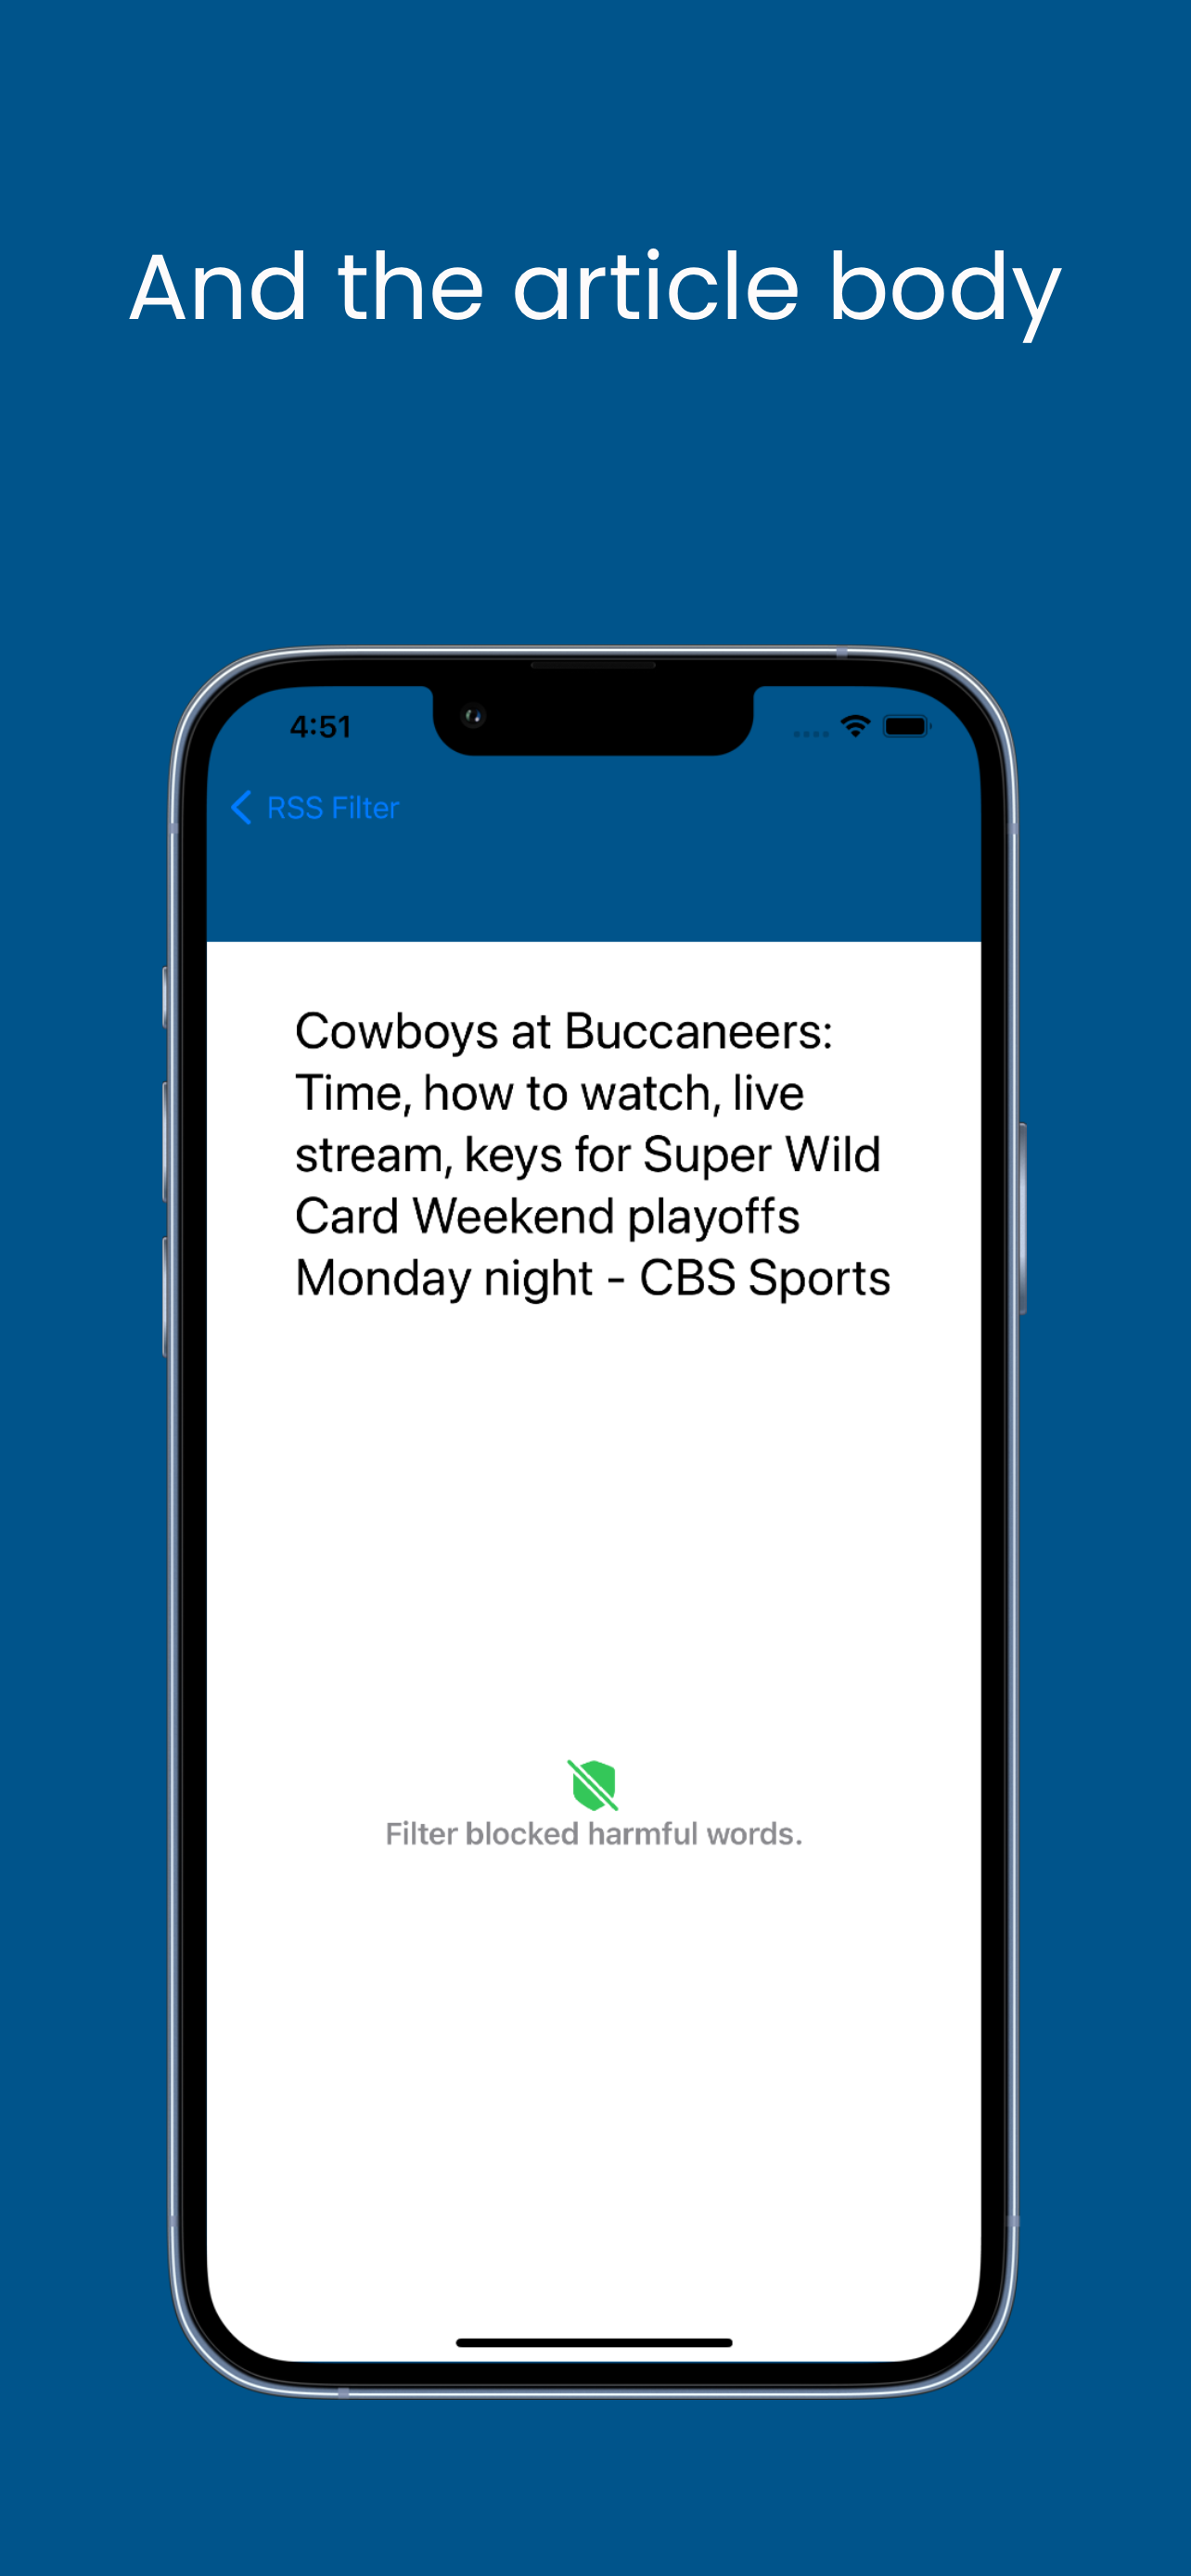 And the article body
4:51
RSS Filter
Cowboys at Buccaneers:
Time, how to watch, live
stream, keys for Super Wild
Card Weekend playoffs
Monday night - CBS Sports
Filter blocked harmful words.